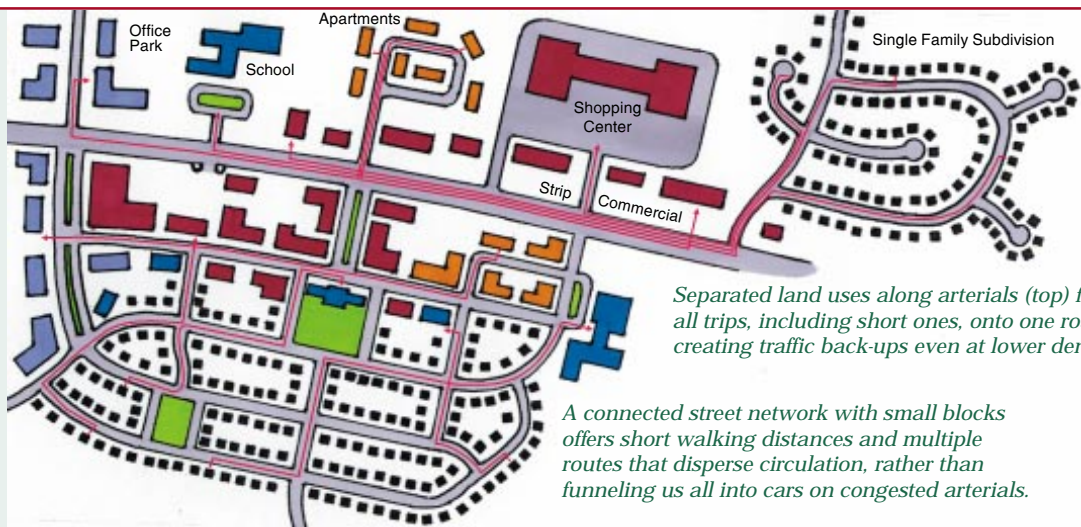 Office
Park
School
Apartments
Shopping
Center
Single Family Subdivision
Strip
Commercial
Separated land uses along arterials (top)
all trips, including short ones, onto one
creating traffic back-ups even at lower
A connected street network with small blocks
offers short walking distances and multiple
routes that disperse circulation, rather than
funneling us all into cars on congested arterials.